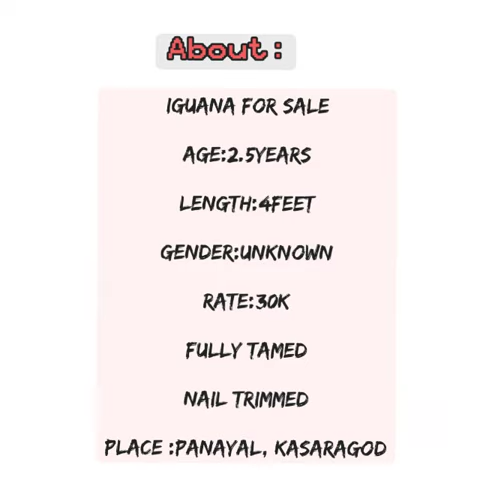 About:
IGUANA FOR SALE
AGE:2.5YEARS
LENGTH:4FEET
GENDER:UNKNOWN
RATE:30K
FULLY TAMED
NAIL TRIMMED
PLACE :PANAYAL, KASARAGOD